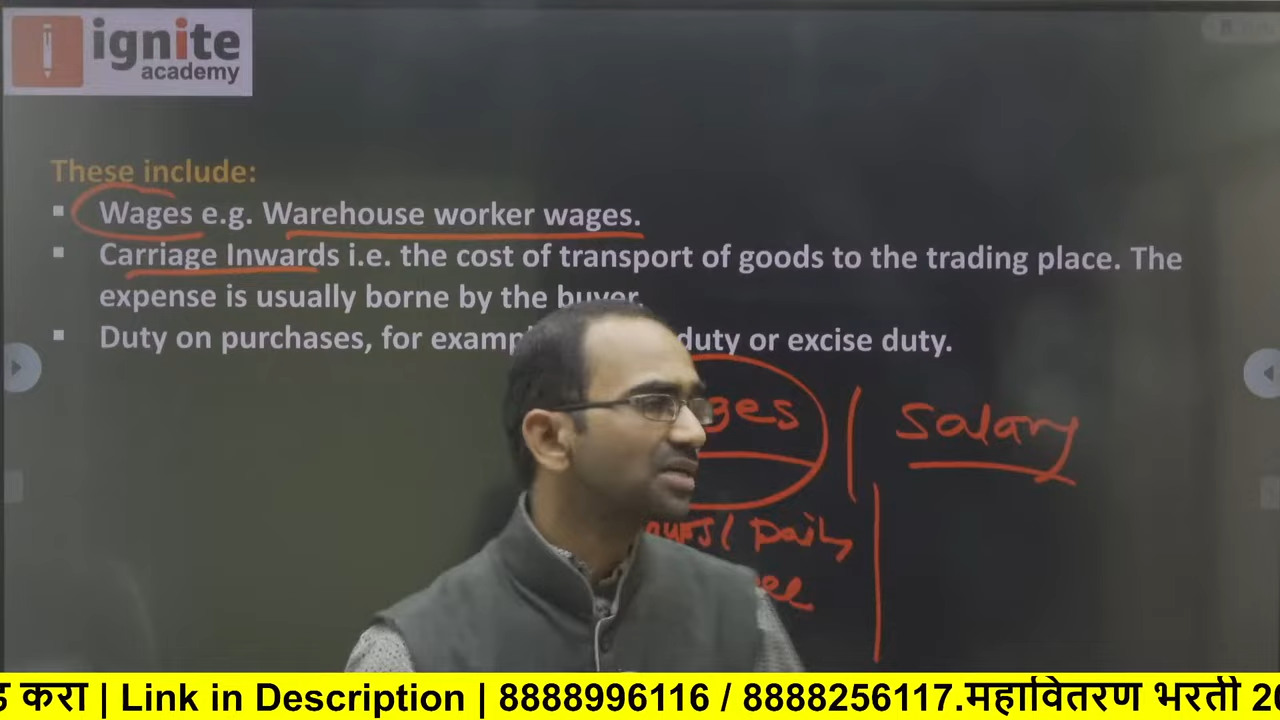 ignite
academy
These include:
▪ Wages e.g. Warehouse worker wages.
▪ Carriage Inwards i.e. the cost of transport of goods to the trading place. The
expense is usually borne by the buyer.
▪ Duty on purchases, for duty or excise duty.
Salary
Daily
करा | Link in Description | 8888996116 / 8888256117.महावितरण भरती